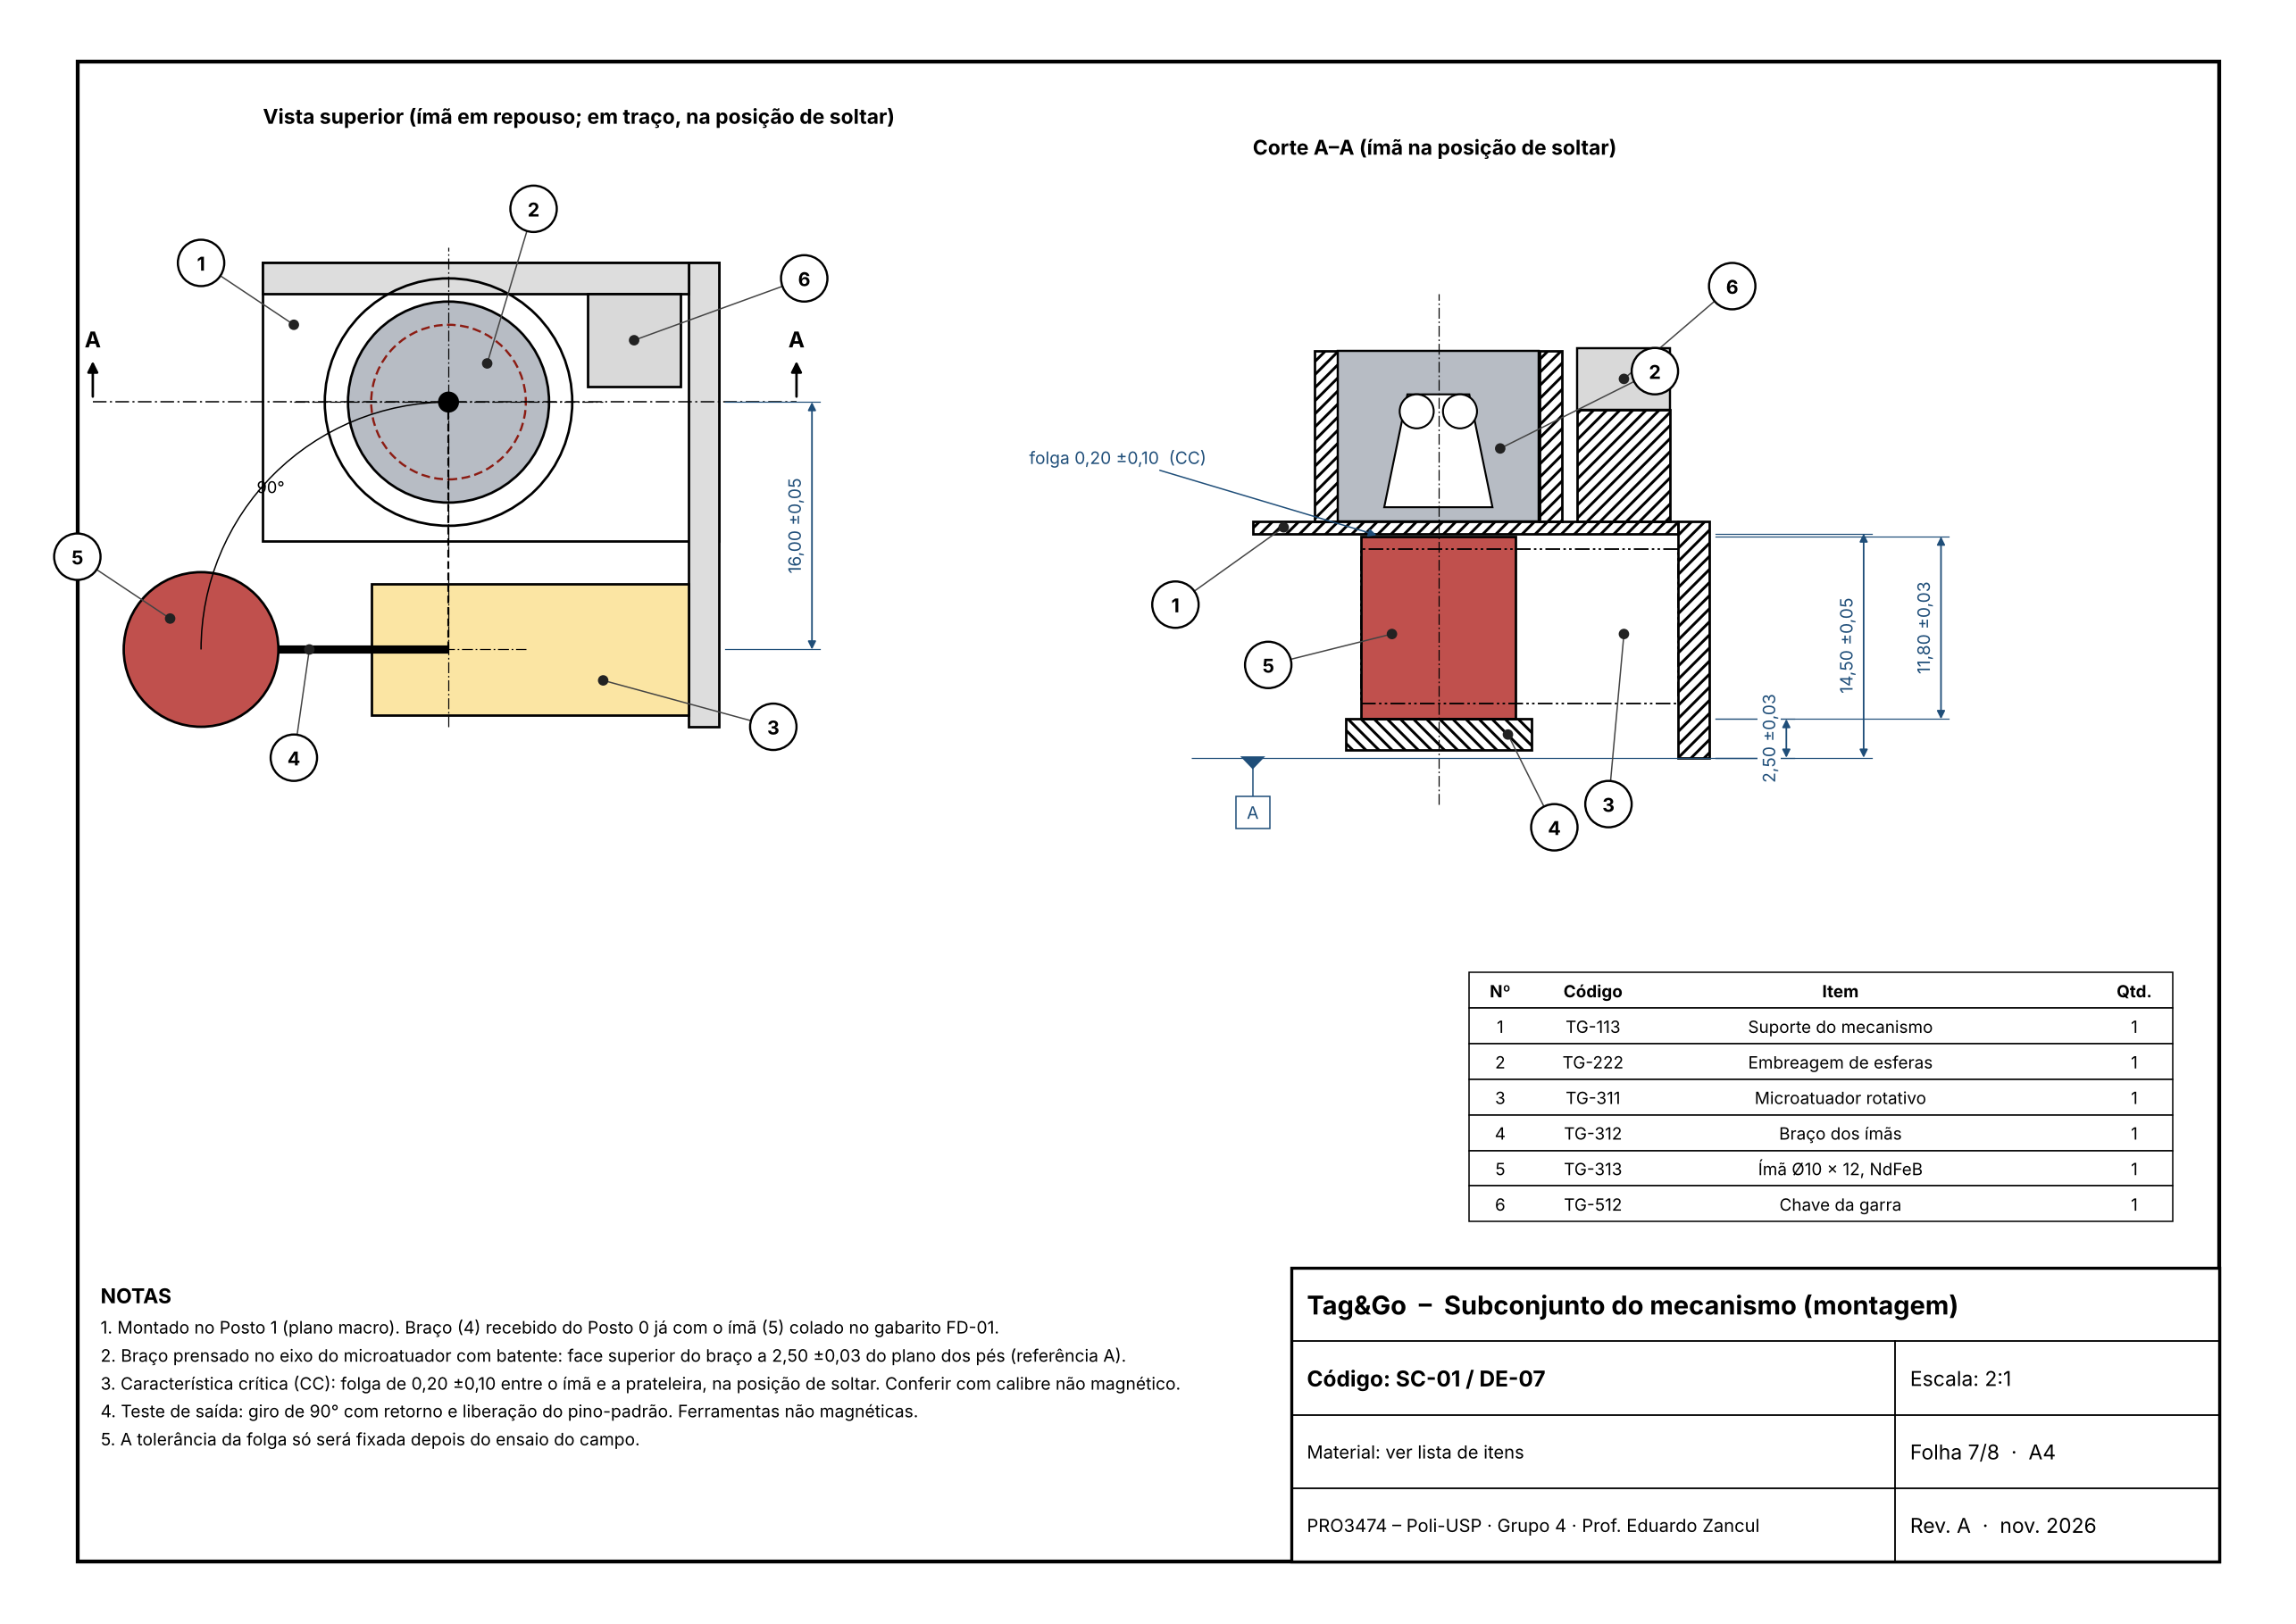 Vista superior (ímã em repouso; em traço, na posição de soltar)
Corte A–A (ímã na posição de soltar)
2
1
6
A
A
90°
16,00 ±0,05
5
4
3
6
2
folga 0,20 ±0,10 (CC)
1
5
14,50 ±0,05
11,80 ±0,03
2,50 ±0,03
A
4
3
Nº Código Item Qtd.
1 TG-113 Suporte do mecanismo 1
2 TG-222 Embreagem de esferas 1
3 TG-311 Microatuador rotativo 1
4 TG-312 Braço dos ímãs 1
5 TG-313 Ímã Ø10 × 12, NdFeB 1
6 TG-512 Chave da garra 1
NOTAS
1. Montado no Posto 1 (plano macro). Braço (4) recebido do Posto 0 já com o ímã (5) colado no gabarito FD-01.
2. Braço prensado no eixo do microatuador com batente: face superior do braço a 2,50 ±0,03 do plano dos pés (referência A).
3. Característica crítica (CC): folga de 0,20 ±0,10 entre o ímã e a prateleira, na posição de soltar. Conferir com calibre não magnético.
4. Teste de saída: giro de 90° com retorno e liberação do pino-padrão. Ferramentas não magnéticas.
5. A tolerância da folga só será fixada depois do ensaio do campo.
Tag&Go – Subconjunto do mecanismo (montagem)
Código: SC-01 / DE-07
Escala: 2:1
Material: ver lista de itens
Folha 7/8 · A4
PRO3474 – Poli-USP · Grupo 4 · Prof. Eduardo Zancul
Rev. A · nov. 2026